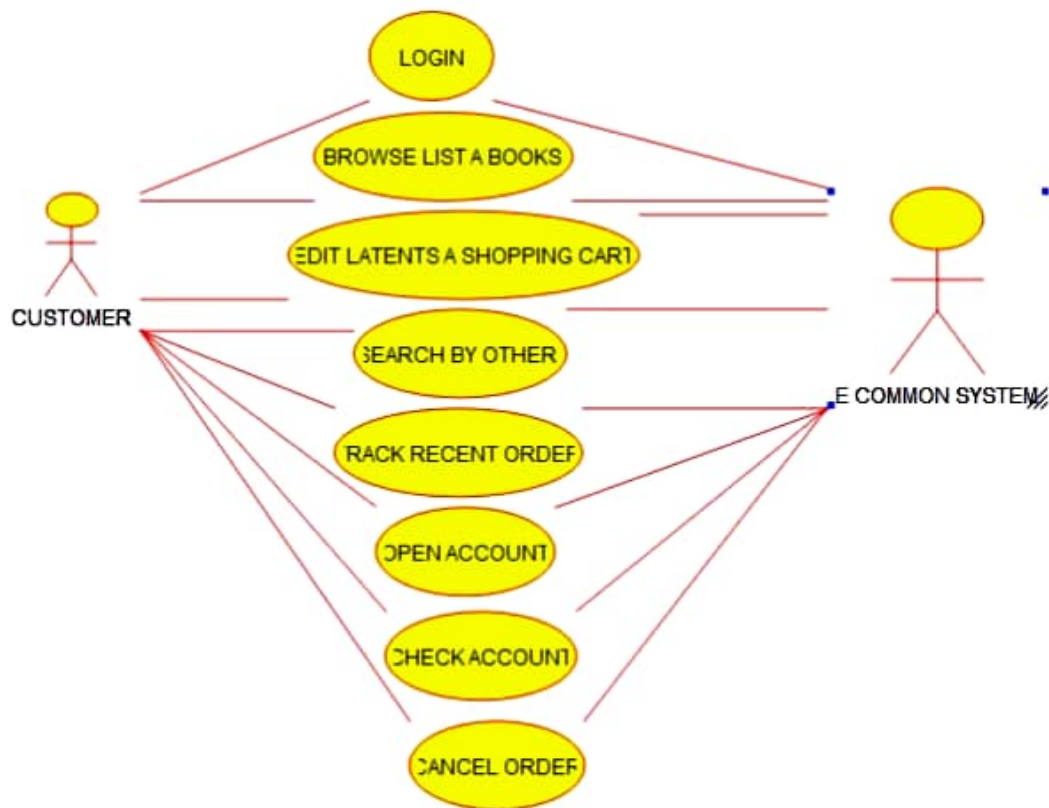 LOGIN
BROWSE LIST A BOOKS
EDIT LATENTS A SHOPPING CART
CUSTOMER
SEARCH BY OTHER
E COMMON SYSTEM
TRACK RECENT ORDER
OPEN ACCOUNT
CHECK ACCOUNT
CANCEL ORDER